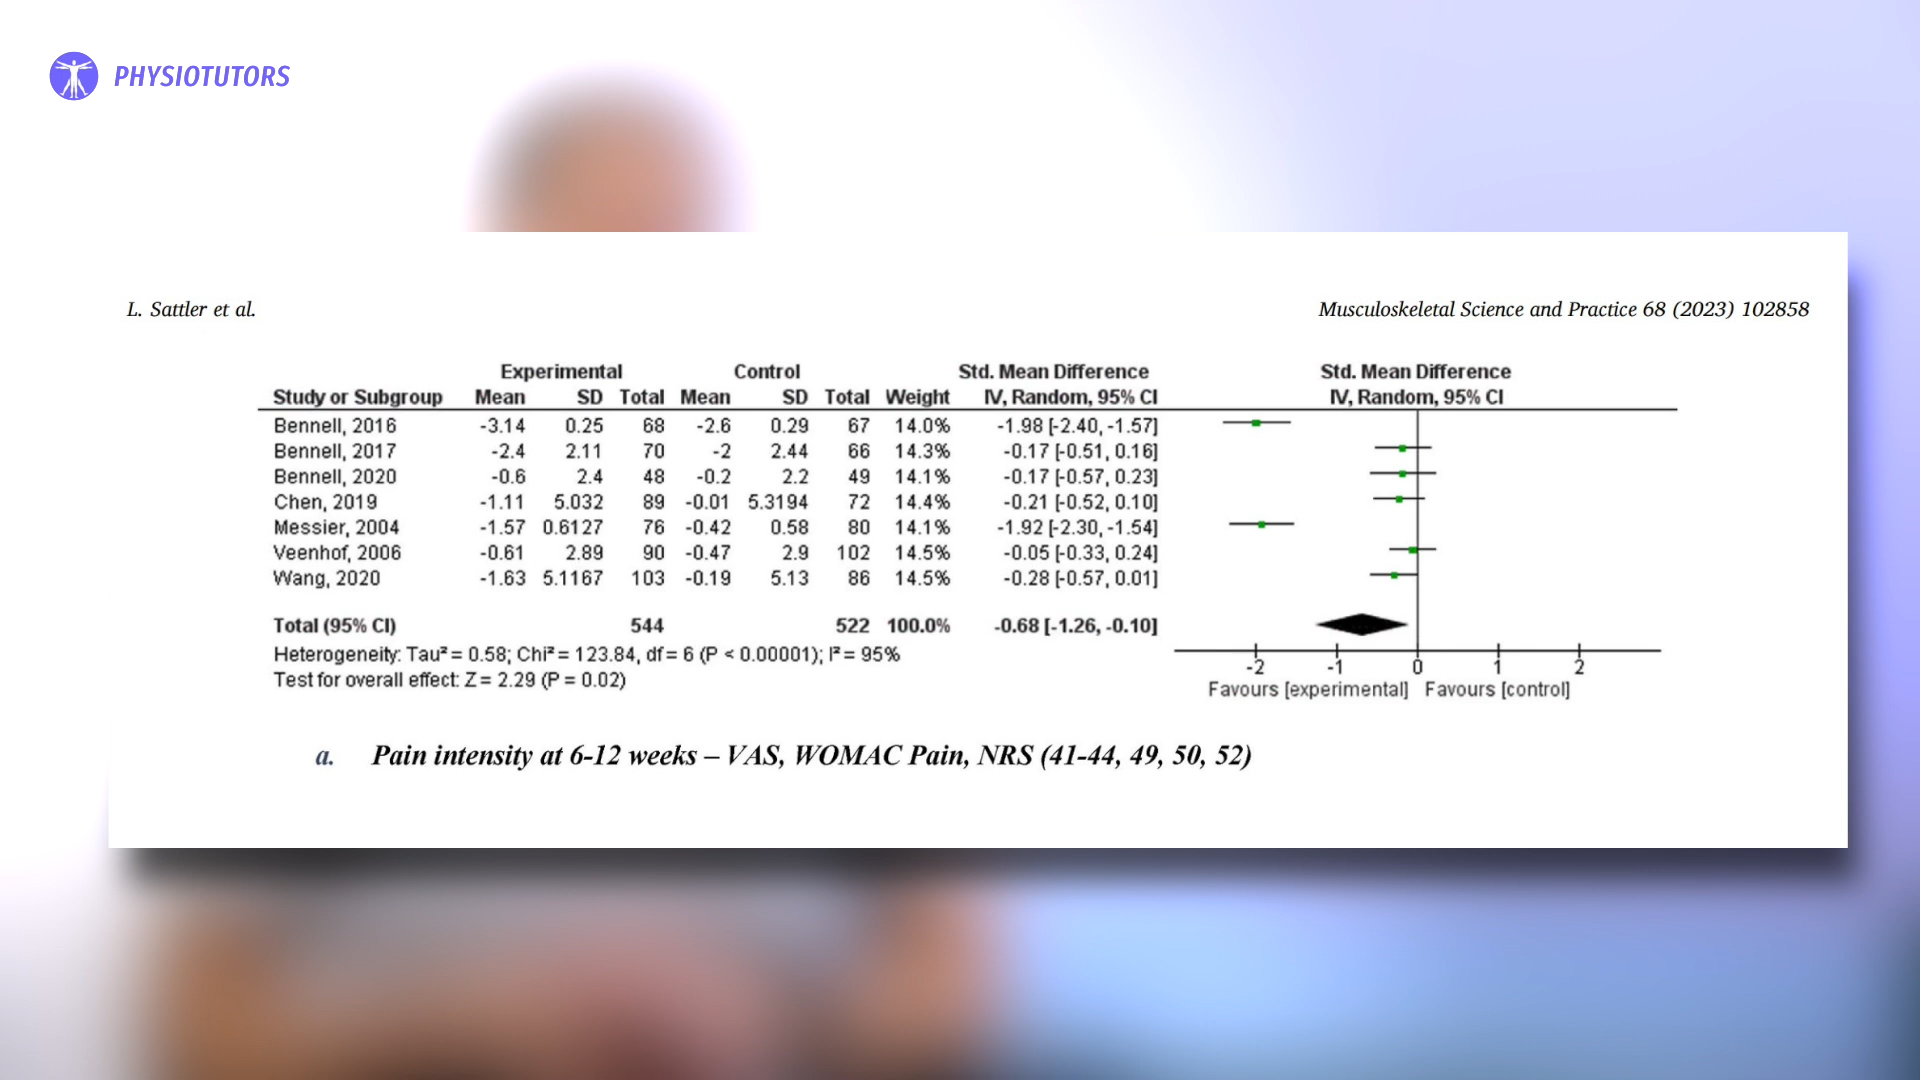 PHYSIOTUTORS
L. Sattler et al. Musculoskeletal Science and Practice 68 (2023) 102858
Experimental Control Std. Mean Difference Std. Mean Difference
Study or Subgroup Mean SD Total Mean SD Total Weight IV, Random, 95% CI IV, Random, 95% CI
Bennell, 2016 -3.14 0.25 68 -2.6 0.29 67 14.0% -1.98 [-2.40, -1.57]
Bennell, 2017 -2.4 2.11 70 -2 2.44 66 14.3% -0.17 [-0.51, 0.16]
Bennell, 2020 -0.6 2.4 48 -0.2 2.2 49 14.1% -0.17 [-0.57, 0.23]
Chen, 2019 -1.11 5.032 89 -0.01 5.3194 72 14.4% -0.21 [-0.52, 0.10]
Messier, 2004 -1.57 0.6127 76 -0.42 0.58 80 14.1% -1.92 [-2.30, -1.54]
Veenhof, 2006 -0.61 2.89 90 -0.47 2.9 102 14.5% -0.05 [-0.33, 0.24]
Wang, 2020 -1.63 5.1167 103 -0.19 5.13 86 14.5% -0.28 [-0.57, 0.01]
Total (95% CI) 544 522 100.0% -0.68 [-1.26, -0.10]
Heterogeneity: Tau² = 0.58; Chi² = 123.84, df = 6 (P < 0.00001); I² = 95%
Test for overall effect: Z = 2.29 (P = 0.02)
-2 -1 0 1 2
Favours [experimental] Favours [control]
a. Pain intensity at 6-12 weeks – VAS, WOMAC Pain, NRS (41-44, 49, 50, 52)